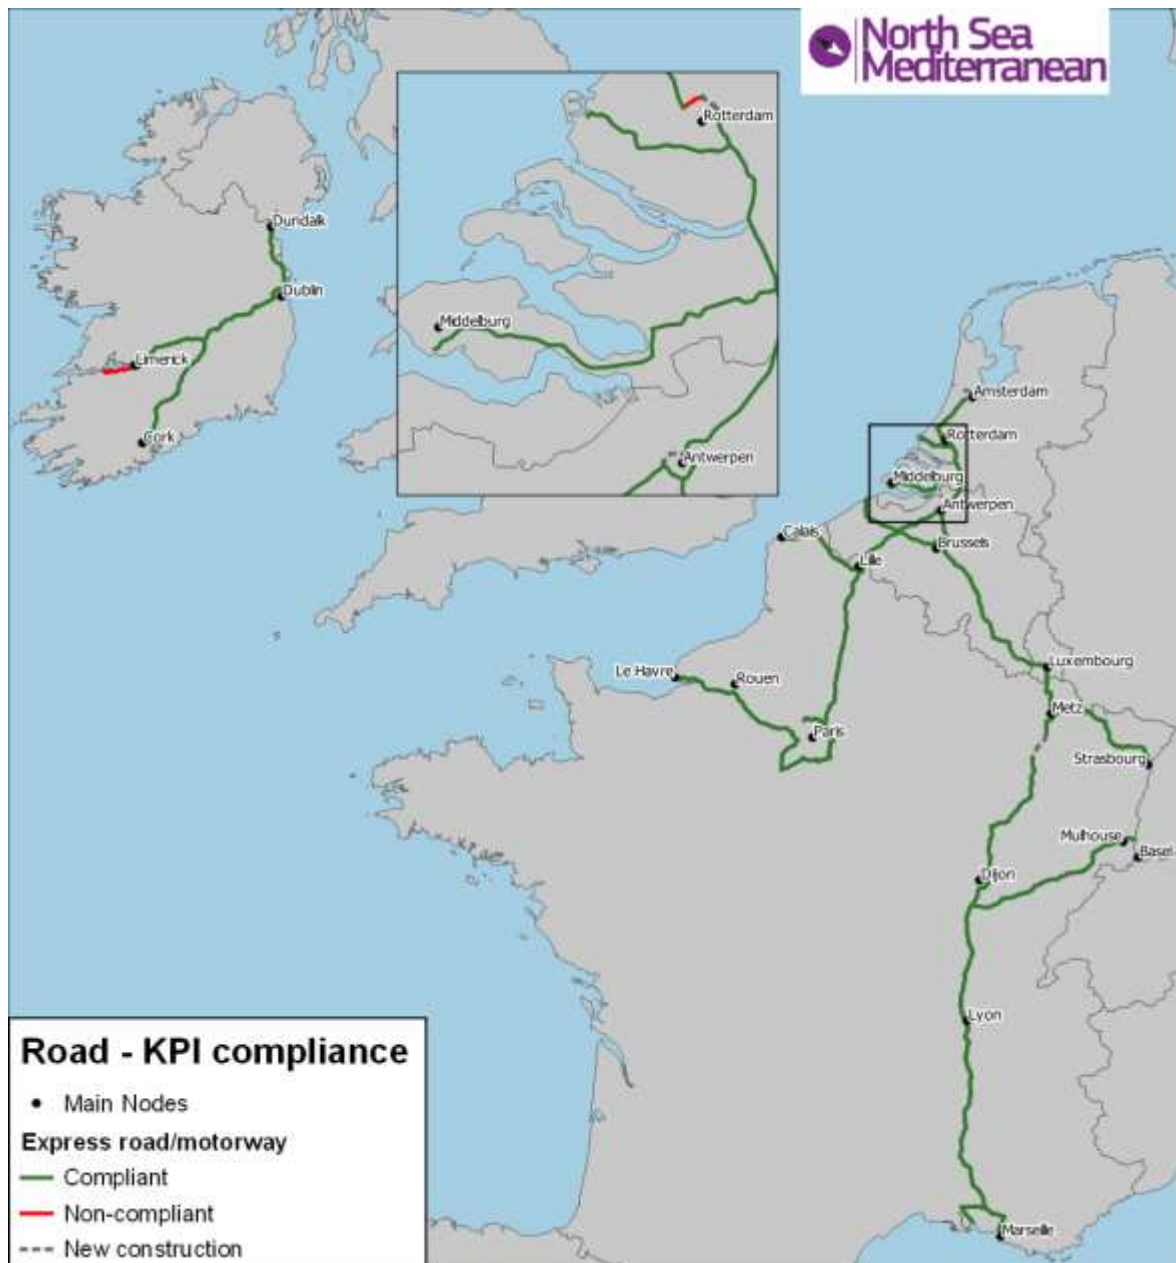 North Sea
Mediterranean
Rotterdam
Middelburg
Antwerpen
Dundalk
Dublin
Limerick
Cork
Amsterdam
Rotterdam
Middelburg
Antwerpen
Calais
Brussels
Lille
Le Havre
Rouen
Luxembourg
Metz
Paris
Strasbourg
Mulhouse
Basel
Dijon
Lyon
Marseille
Road - KPI compliance
Main Nodes
Express road/motorway
Compliant
Non-compliant
New construction